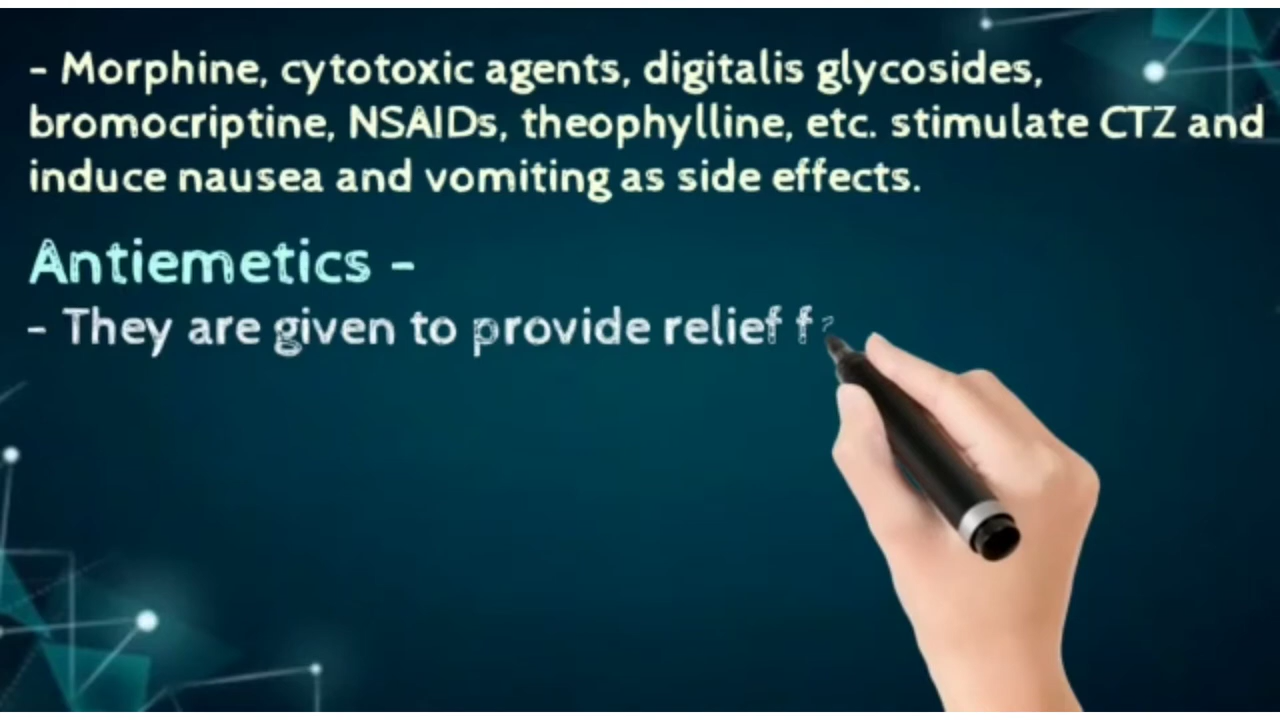 - Morphine, cytotoxic agents, digitalis glycosides,
bromocriptine, NSAIDs, theophylline, etc. stimulate CTZ and
induce nausea and vomiting as side effects.
Antiemetics -
- They are given to provide relief f